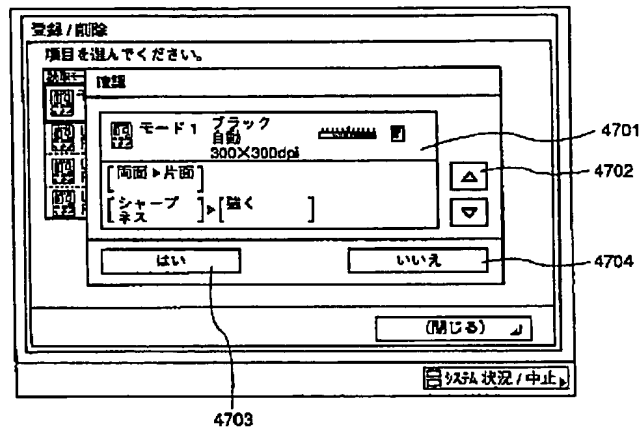 登録 / 削除
項目を選んでください。
読取モ
確認
モード 1 ブラック
自動
300×300dpi
[両面▶片面]
[シャープネス]▶[強く]
はい
いいえ
(閉じる)
システム 状況 / 中止
4701
4702
4704
4703